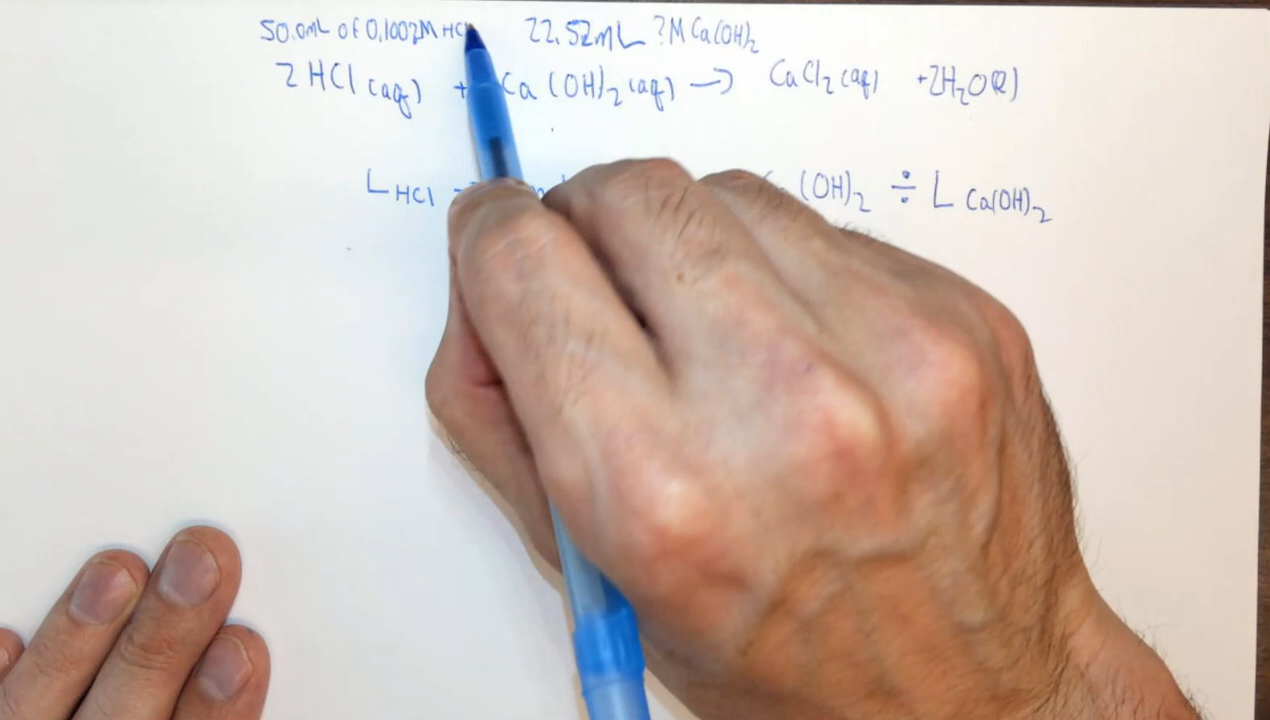 50.0mL of 0.1002M HCl 22.52mL ?M Ca(OH)₂
2HCl(aq) + Ca(OH)₂(aq) → CaCl₂(aq) + 2H₂O(l)
L HCl (OH)₂ ÷ L Ca(OH)₂